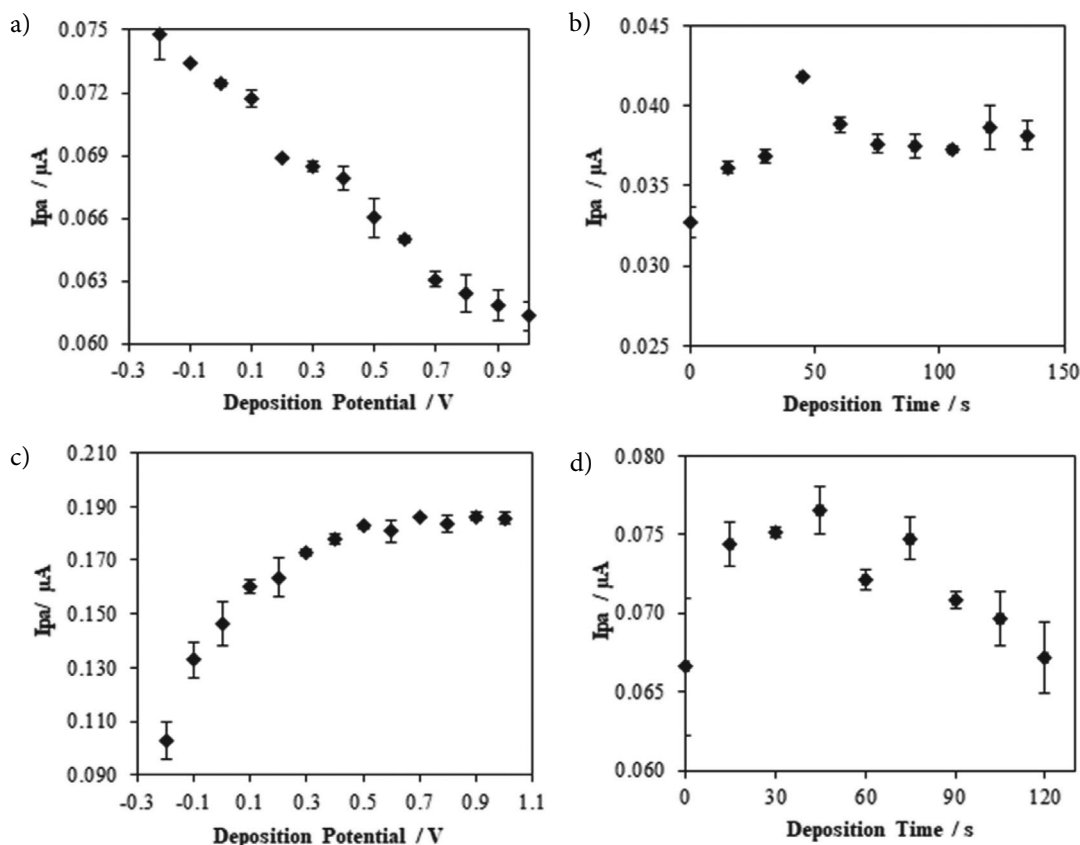 a)
0.075
0.072
0.069
0.066
0.063
0.060
Ipa / μA
-0.3 -0.1 0.1 0.3 0.5 0.7 0.9
Deposition Potential / V
b)
0.045
0.040
0.035
0.030
0.025
Ipa / μA
0 50 100 150
Deposition Time / s
c)
0.210
0.190
0.170
0.150
0.130
0.110
0.090
Ipa/ μA
-0.3 -0.1 0.1 0.3 0.5 0.7 0.9 1.1
Deposition Potential / V
d)
0.080
0.075
0.070
0.065
0.060
Ipa / μA
0 30 60 90 120
Deposition Time / s